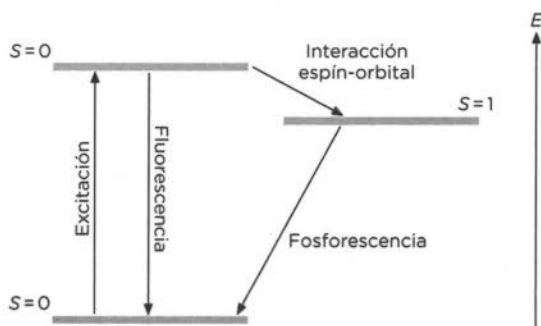 E
S=0
Interacción
espín-orbital
S=1
Excitación
Fluorescencia
Fosforescencia
S=0